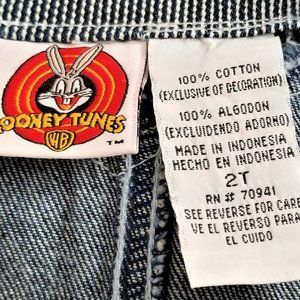 LOONEY TUNES
WB
TM
100% COTTON
(EXCLUSIVE OF DECORATION)
100% ALGODON
(EXCLUIDENDO ADORNO)
MADE IN INDONESIA
HECHO EN INDONESIA
2T
RN # 70941
SEE REVERSE FOR CARE
VE EL REVERSO PARA
EL CUIDO